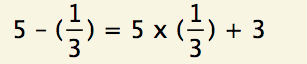 5 – (1/3) = 5 x (1/3) + 3